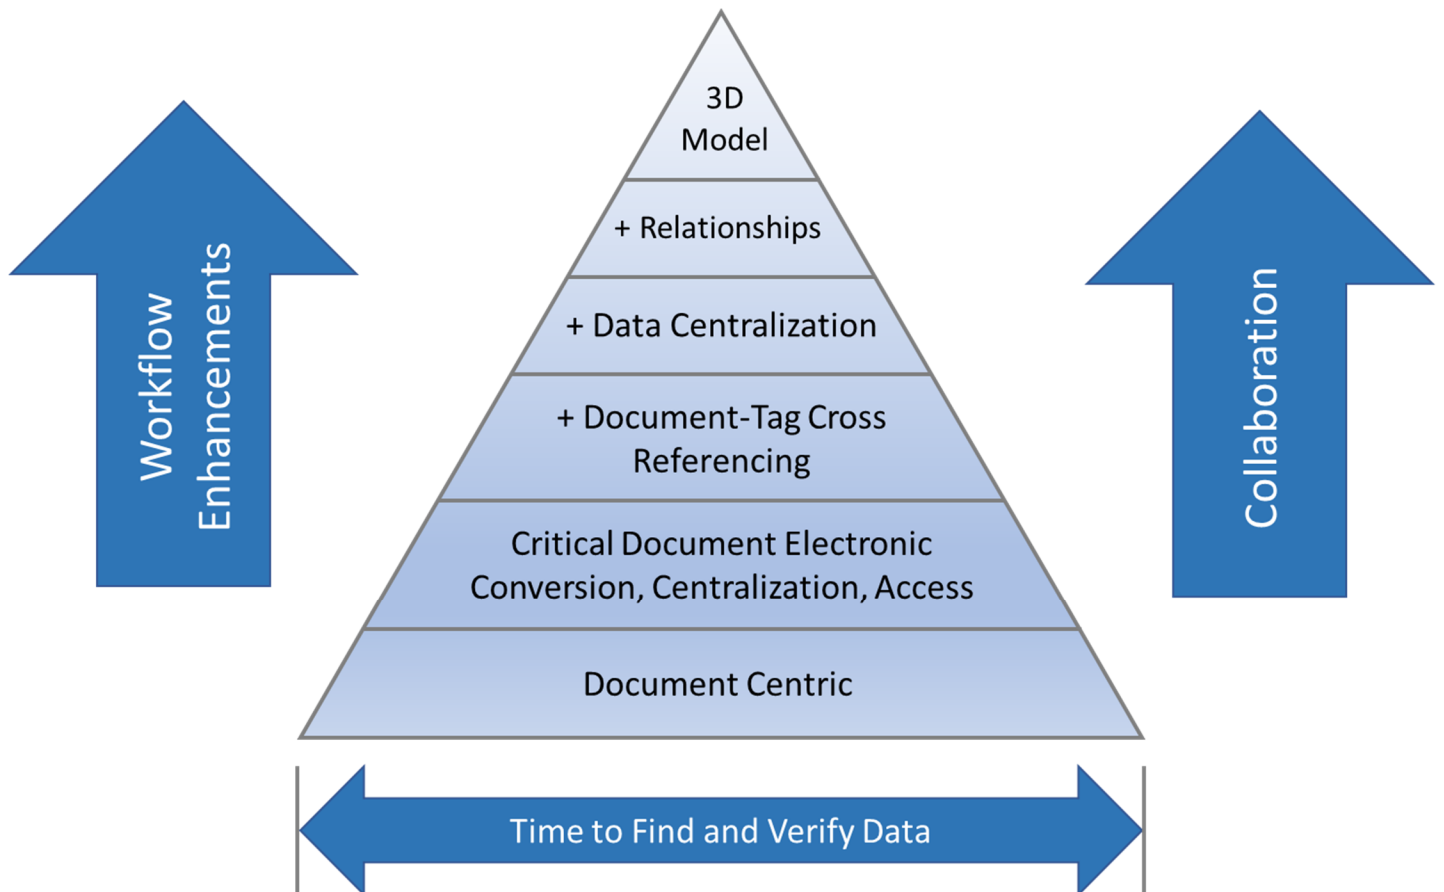 3D
Model
+ Relationships
+ Data Centralization
+ Document-Tag Cross
Referencing
Critical Document Electronic
Conversion, Centralization, Access
Document Centric
Workflow
Enhancements
Collaboration
Time to Find and Verify Data